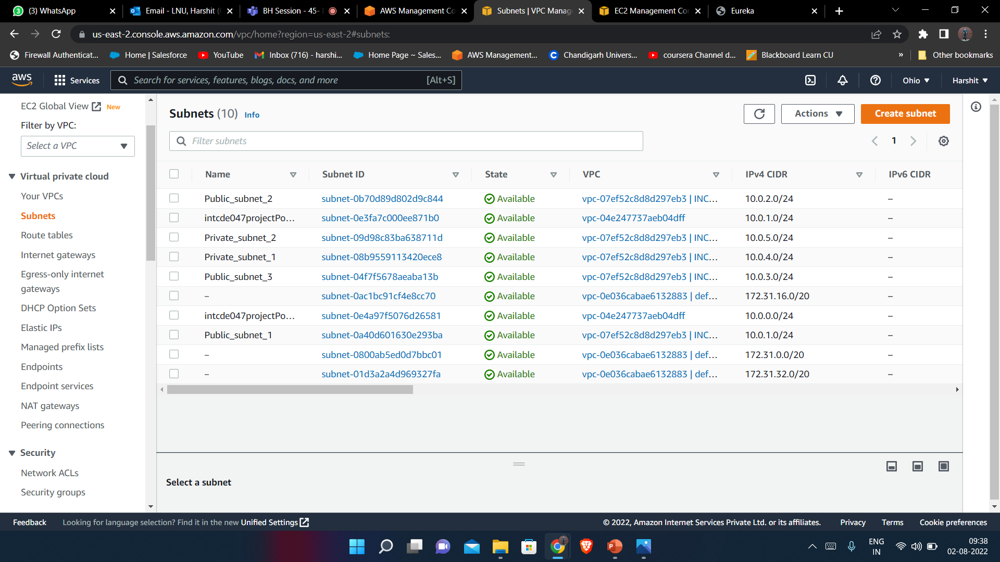 (3) WhatsApp
Email - LNU, Harshit (
BH Session - 45-
AWS Management Co
Subnets | VPC Manag
EC2 Management Co
Eureka
us-east-2.console.aws.amazon.com/vpc/home?region=us-east-2#subnets:
Firewall Authenticat... Home | Salesforce YouTube Inbox (716) - harshi... Home Page ~ Sales... AWS Management... Chandigarh Univers... coursera Channel d... Blackboard Learn CU » Other bookmarks
aws Services Search for services, features, blogs, docs, and more [Alt+S] Ohio Harshit
EC2 Global View New
Filter by VPC:
Select a VPC
Virtual private cloud
Your VPCs
Subnets
Route tables
Internet gateways
Egress-only internet
gateways
DHCP Option Sets
Elastic IPs
Managed prefix lists
Endpoints
Endpoint services
NAT gateways
Peering connections
Security
Network ACLs
Security groups
Subnets (10) Info
Actions
Create subnet
Filter subnets
1
Name Subnet ID State VPC IPv4 CIDR IPv6 CIDR
Public_subnet_2 subnet-0b70d89d802d9c844 Available vpc-07ef52c8d8d297eb3 | INC... 10.0.2.0/24 –
intcde047projectPo... subnet-0e3fa7c000ee871b0 Available vpc-04e247737aeb04dff 10.0.1.0/24 –
Private_subnet_2 subnet-09d98c83ba638711d Available vpc-07ef52c8d8d297eb3 | INC... 10.0.5.0/24 –
Private_subnet_1 subnet-08b9559113420ece8 Available vpc-07ef52c8d8d297eb3 | INC... 10.0.4.0/24 –
Public_subnet_3 subnet-04f7f5678aeaba13b Available vpc-07ef52c8d8d297eb3 | INC... 10.0.3.0/24 –
– subnet-0ac1bc91cf4e8cc70 Available vpc-0e036cabae6132883 | def... 172.31.16.0/20 –
intcde047projectPo... subnet-0e4a97f5076d26581 Available vpc-04e247737aeb04dff 10.0.0.0/24 –
Public_subnet_1 subnet-0a40d601630e293ba Available vpc-07ef52c8d8d297eb3 | INC... 10.0.1.0/24 –
– subnet-0800ab5ed0d7bbc01 Available vpc-0e036cabae6132883 | def... 172.31.0.0/20 –
– subnet-01d3a2a4d969327fa Available vpc-0e036cabae6132883 | def... 172.31.32.0/20 –
Select a subnet
Feedback Looking for language selection? Find it in the new Unified Settings © 2022, Amazon Internet Services Private Ltd. or its affiliates. Privacy Terms Cookie preferences
ENG
IN
09:38
02-08-2022